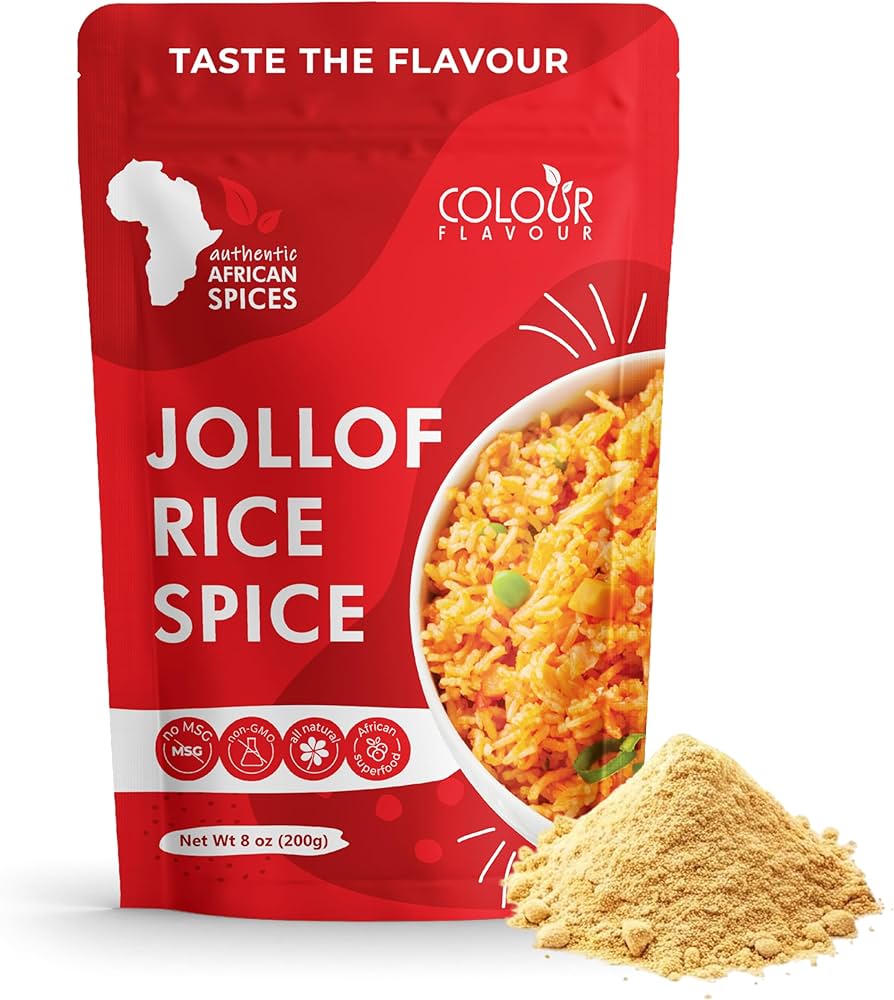 TASTE THE FLAVOUR
authentic
AFRICAN
SPICES
COLOUR
FLAVOUR
JOLLOF
RICE
SPICE
no MSG
MSG
non-GMO
all natural
African
superfood
Net Wt 8 oz (200g)